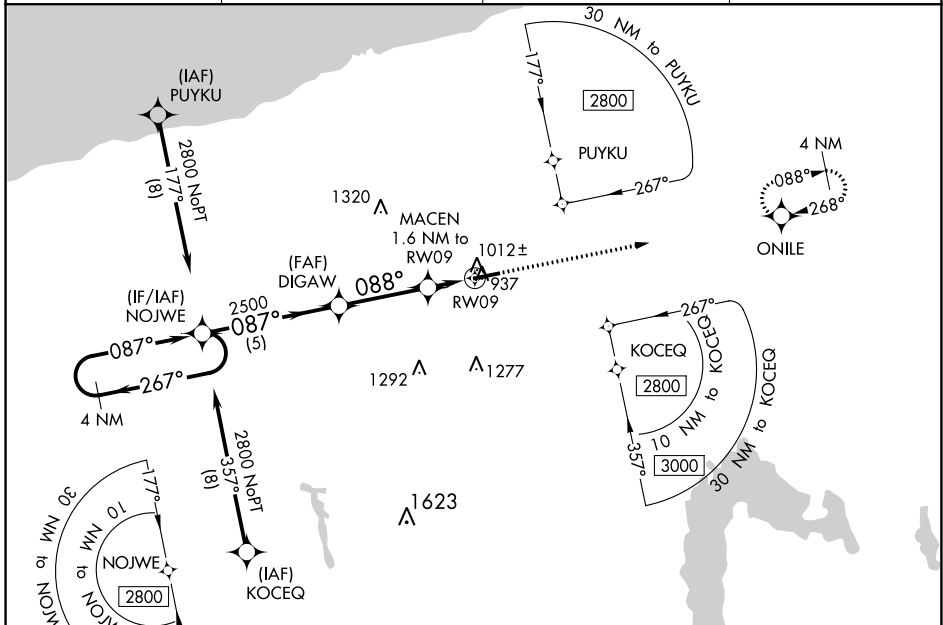 30 NM to PUYKU
177°
2800
PUYKU
267°
(IAF)
PUYKU
2800 NoPT
177°
(8)
4 NM
088°
268°
ONILE
1320
MACEN
1.6 NM to
RW09
1012±
937
RW09
(FAF)
DIGAW
088°
(IF/IAF)
NOJWE
2500
087°
(5)
087°
267°
4 NM
1292
1277
267°
KOCEQ
2800
10 NM to KOCEQ
357°
3000
30 NM to KOCEQ
2800 NoPT
357°
(8)
(IAF)
KOCEQ
1623
177°
30 NM to NOJW
10 NM to NOJW
NOJWE
2800